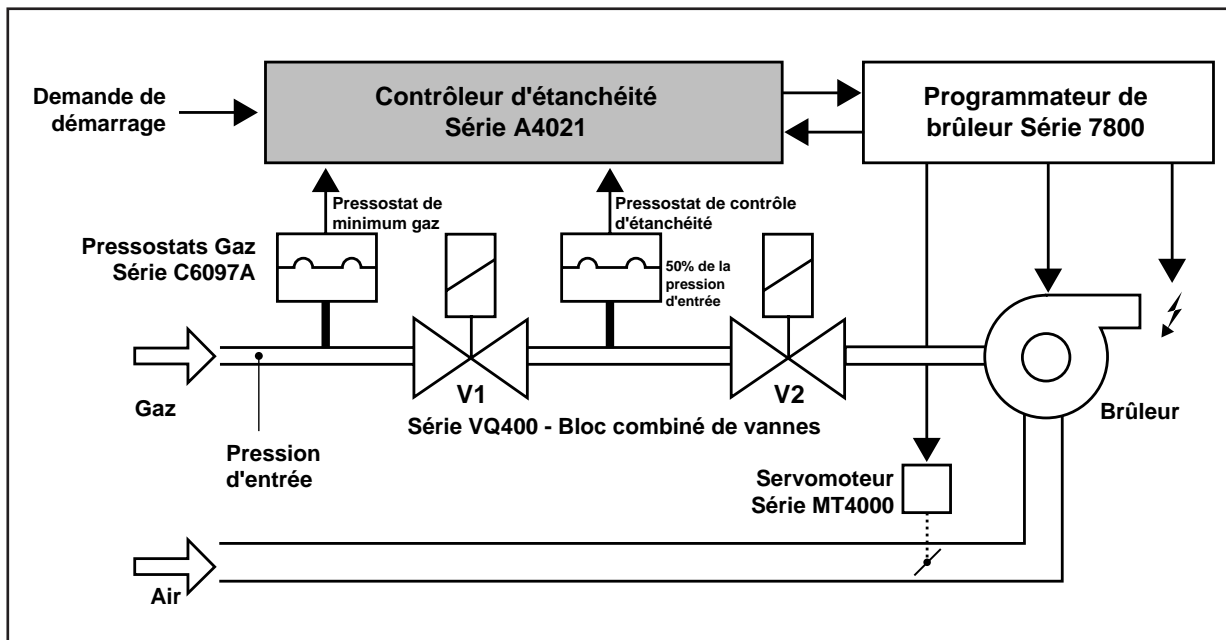 Demande de
démarrage
Contrôleur d'étanchéité
Série A4021
Programmateur de
brûleur Série 7800
Pressostat de
minimum gaz
Pressostat de contrôle
d'étanchéité
Pressostats Gaz
Série C6097A
50% de la
pression
d'entrée
Gaz
V1
V2
Brûleur
Série VQ400 - Bloc combiné de vannes
Pression
d'entrée
Servomoteur
Série MT4000
Air